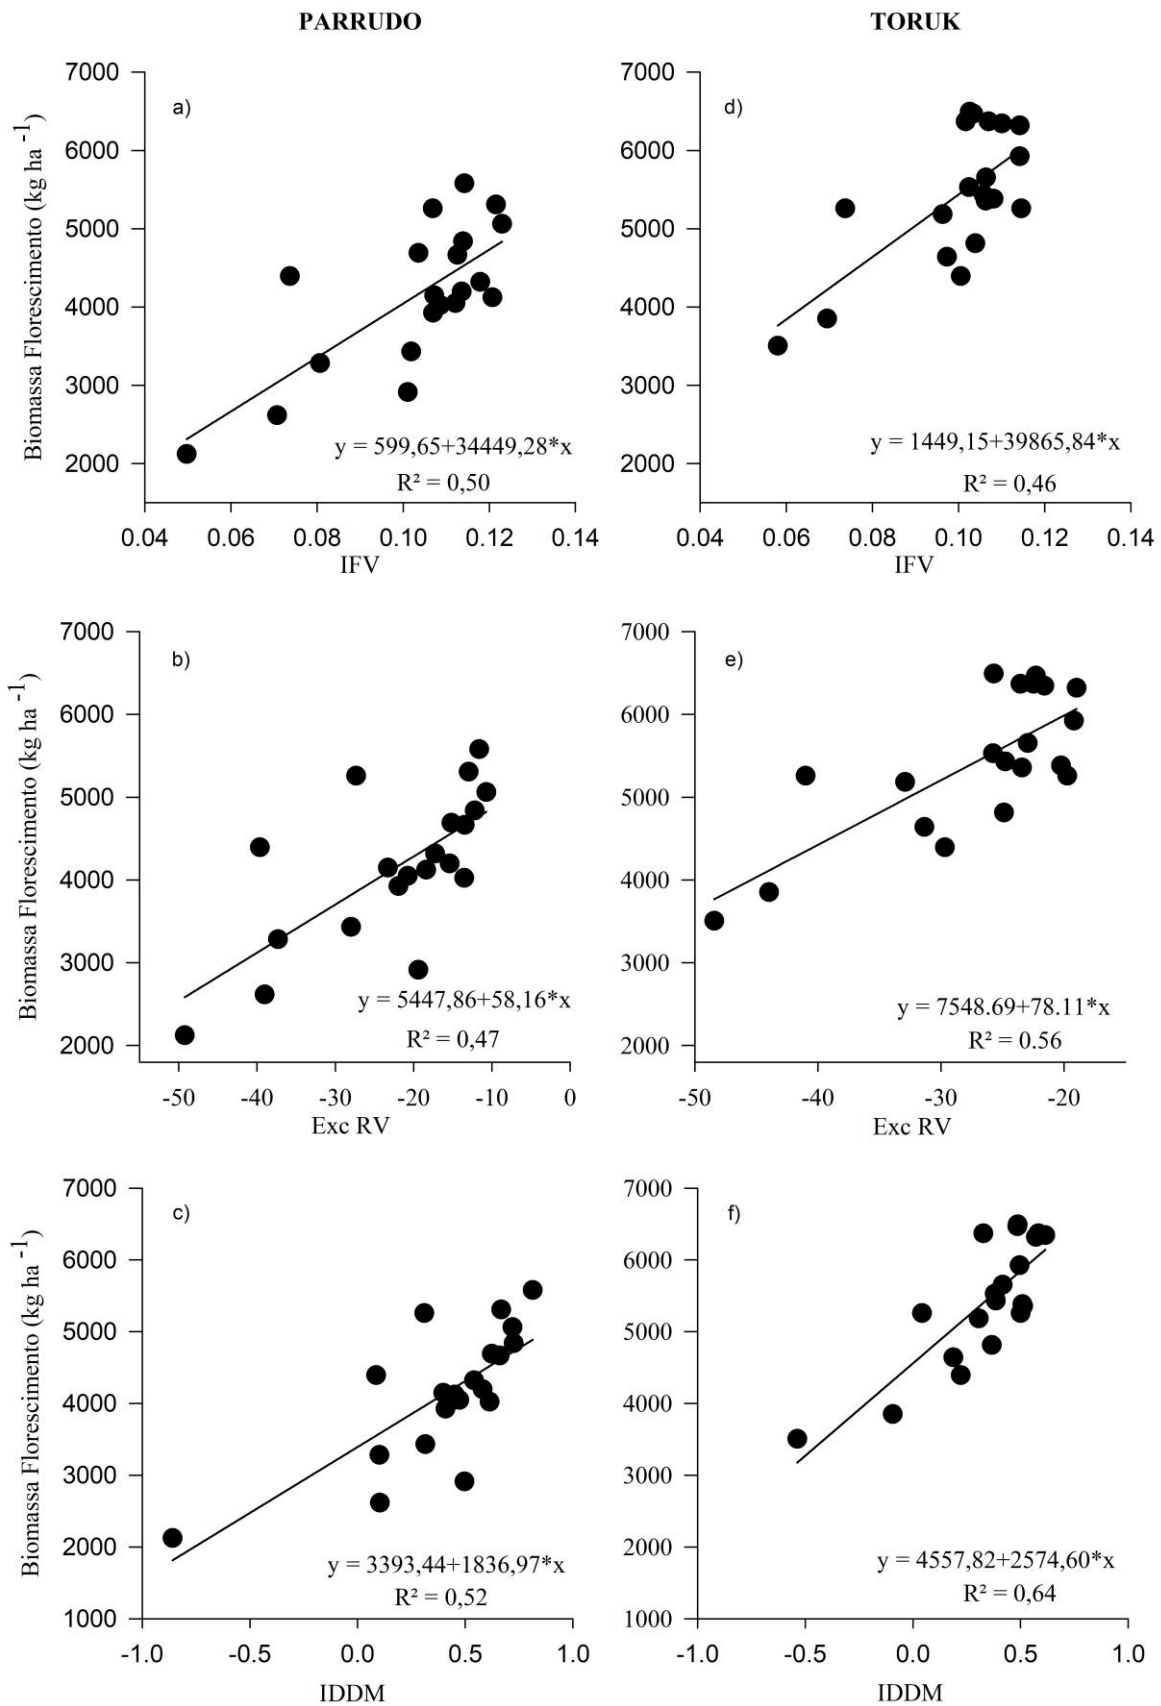 PARRUDO
TORUK
7000
6000
5000
4000
3000
2000
Biomassa Florescimento (kg ha -1)
a)
y = 599,65+34449,28*x
R² = 0,50
0.04 0.06 0.08 0.10 0.12 0.14
IFV
7000
6000
5000
4000
3000
2000
d)
y = 1449,15+39865,84*x
R² = 0,46
0.04 0.06 0.08 0.10 0.12 0.14
IFV
7000
6000
5000
4000
3000
2000
Biomassa Florescimento (kg ha -1)
b)
y = 5447,86+58,16*x
R² = 0,47
-50 -40 -30 -20 -10 0
Exc RV
7000
6000
5000
4000
3000
2000
e)
y = 7548.69+78.11*x
R² = 0.56
-50 -40 -30 -20
Exc RV
7000
6000
5000
4000
3000
2000
1000
Biomassa Florescimento (kg ha -1)
c)
y = 3393,44+1836,97*x
R² = 0,52
-1.0 -0.5 0.0 0.5 1.0
IDDM
7000
6000
5000
4000
3000
2000
1000
f)
y = 4557,82+2574,60*x
R² = 0,64
-1.0 -0.5 0.0 0.5 1.0
IDDM